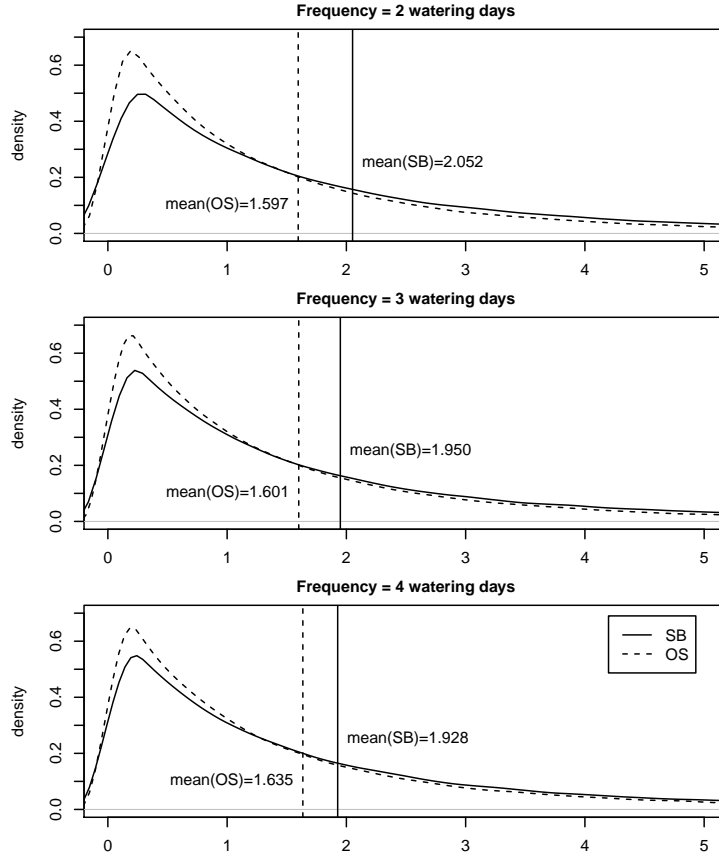 Frequency = 2 watering days
density
0.0 0.2 0.4 0.6
mean(SB)=2.052
mean(OS)=1.597
0 1 2 3 4 5
Frequency = 3 watering days
density
0.0 0.2 0.4 0.6
mean(SB)=1.950
mean(OS)=1.601
0 1 2 3 4 5
Frequency = 4 watering days
density
0.0 0.2 0.4 0.6
SB
OS
mean(SB)=1.928
mean(OS)=1.635
0 1 2 3 4 5